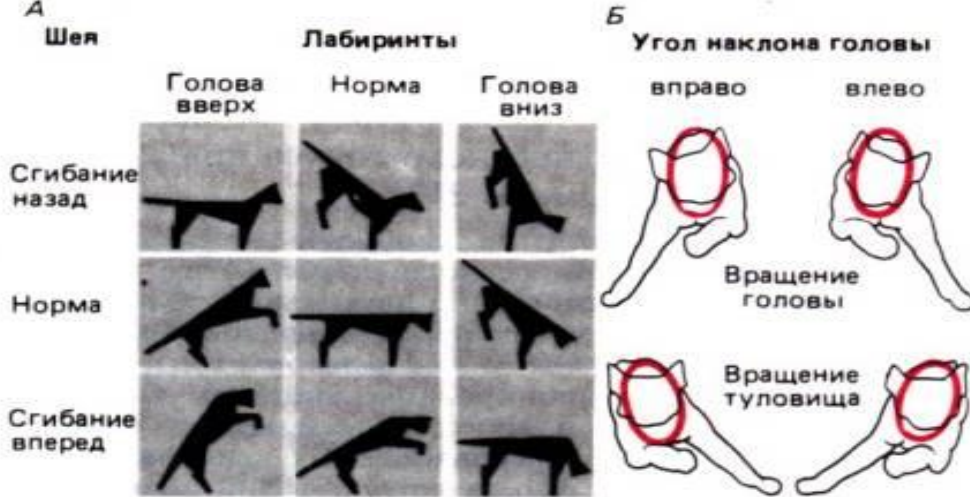 А
Шея
Лабиринты
Голова
вверх
Норма
Голова
вниз
Сгибание
назад
Норма
Сгибание
вперед
Б
Угол наклона головы
вправо
влево
Вращение
головы
Вращение
туловища